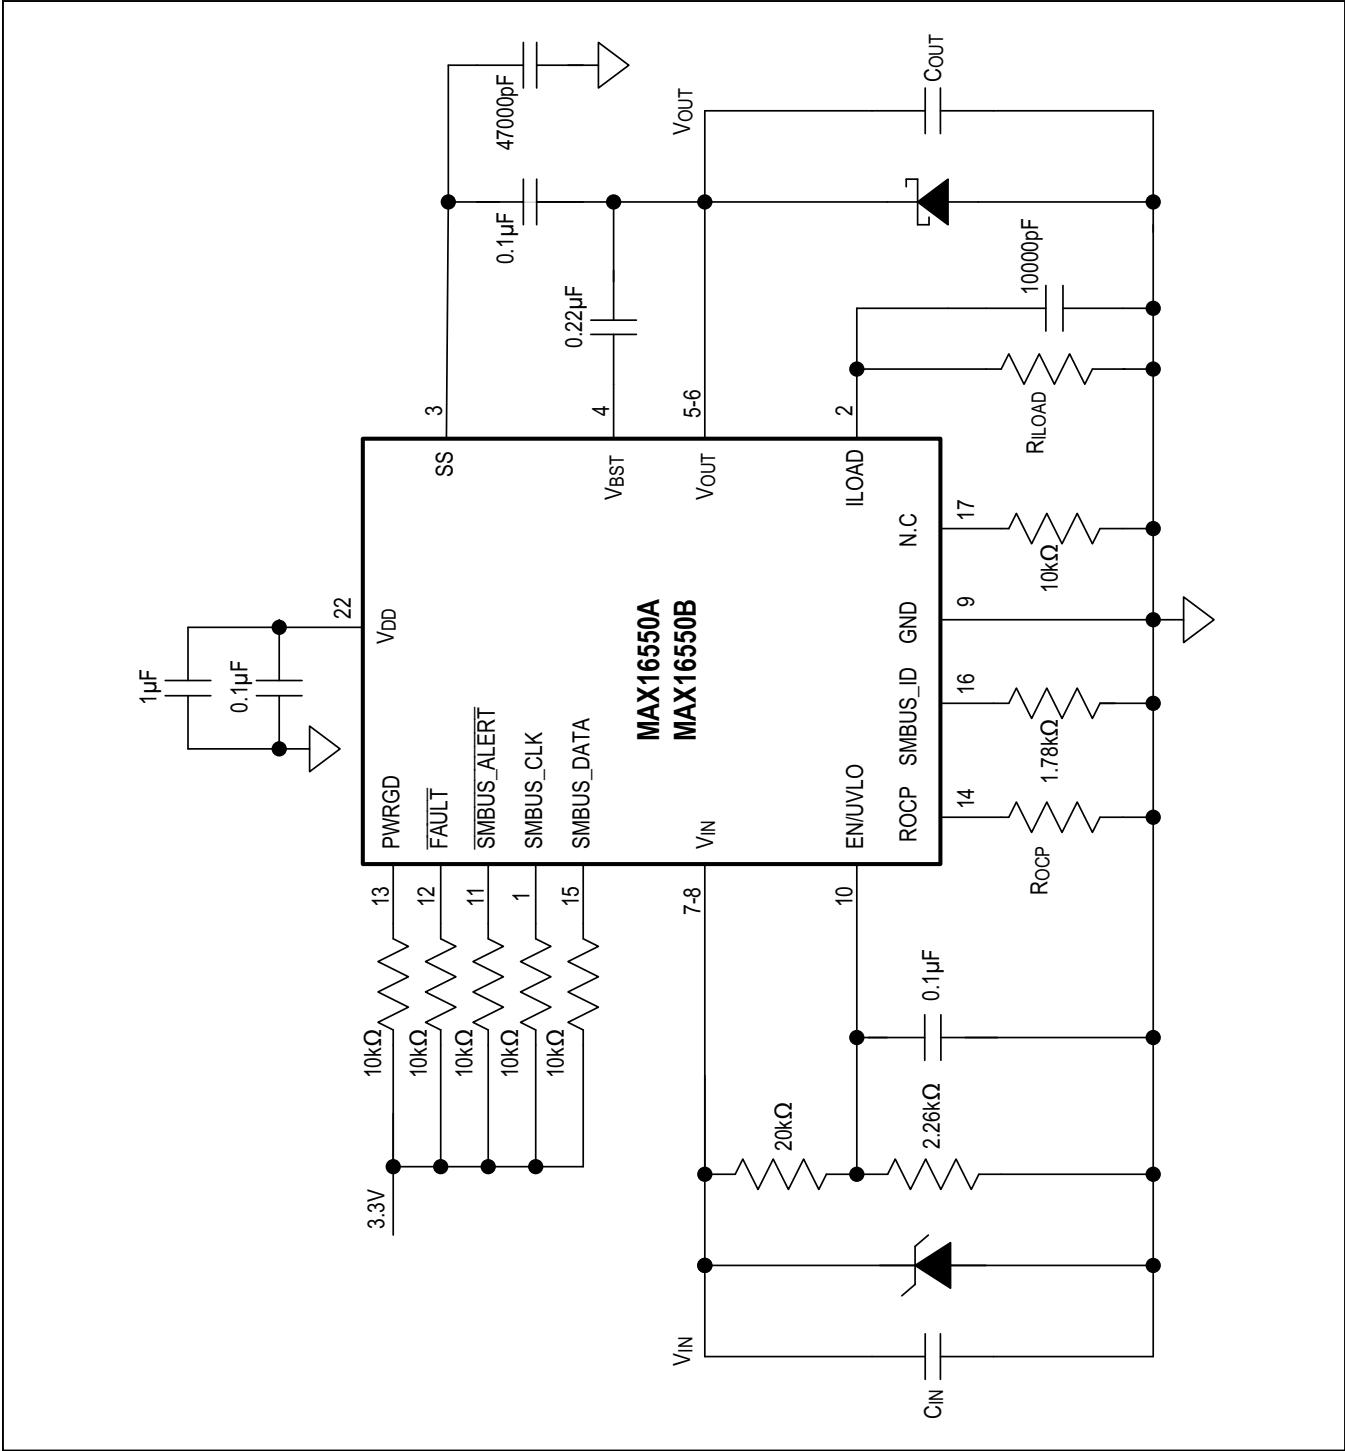 3.3V
10kΩ
10kΩ
10kΩ
10kΩ
10kΩ
13
12
11
1
15
PWRGD
FAULT
SMBUS_ALERT
SMBUS_CLK
SMBUS_DATA
1µF
0.1µF
22
VDD
SS
3
0.1µF
47000pF
VBST
4
0.22µF
MAX16550A
MAX16550B
VIN
VIN
7-8
VOUT
5-6
VOUT
CIN
20kΩ
2.26kΩ
0.1µF
10
EN/UVLO
ILOAD
2
RILOAD
10000pF
COUT
ROCP
SMBUS_ID
GND
N.C
14
16
9
17
ROCP
1.78kΩ
10kΩ